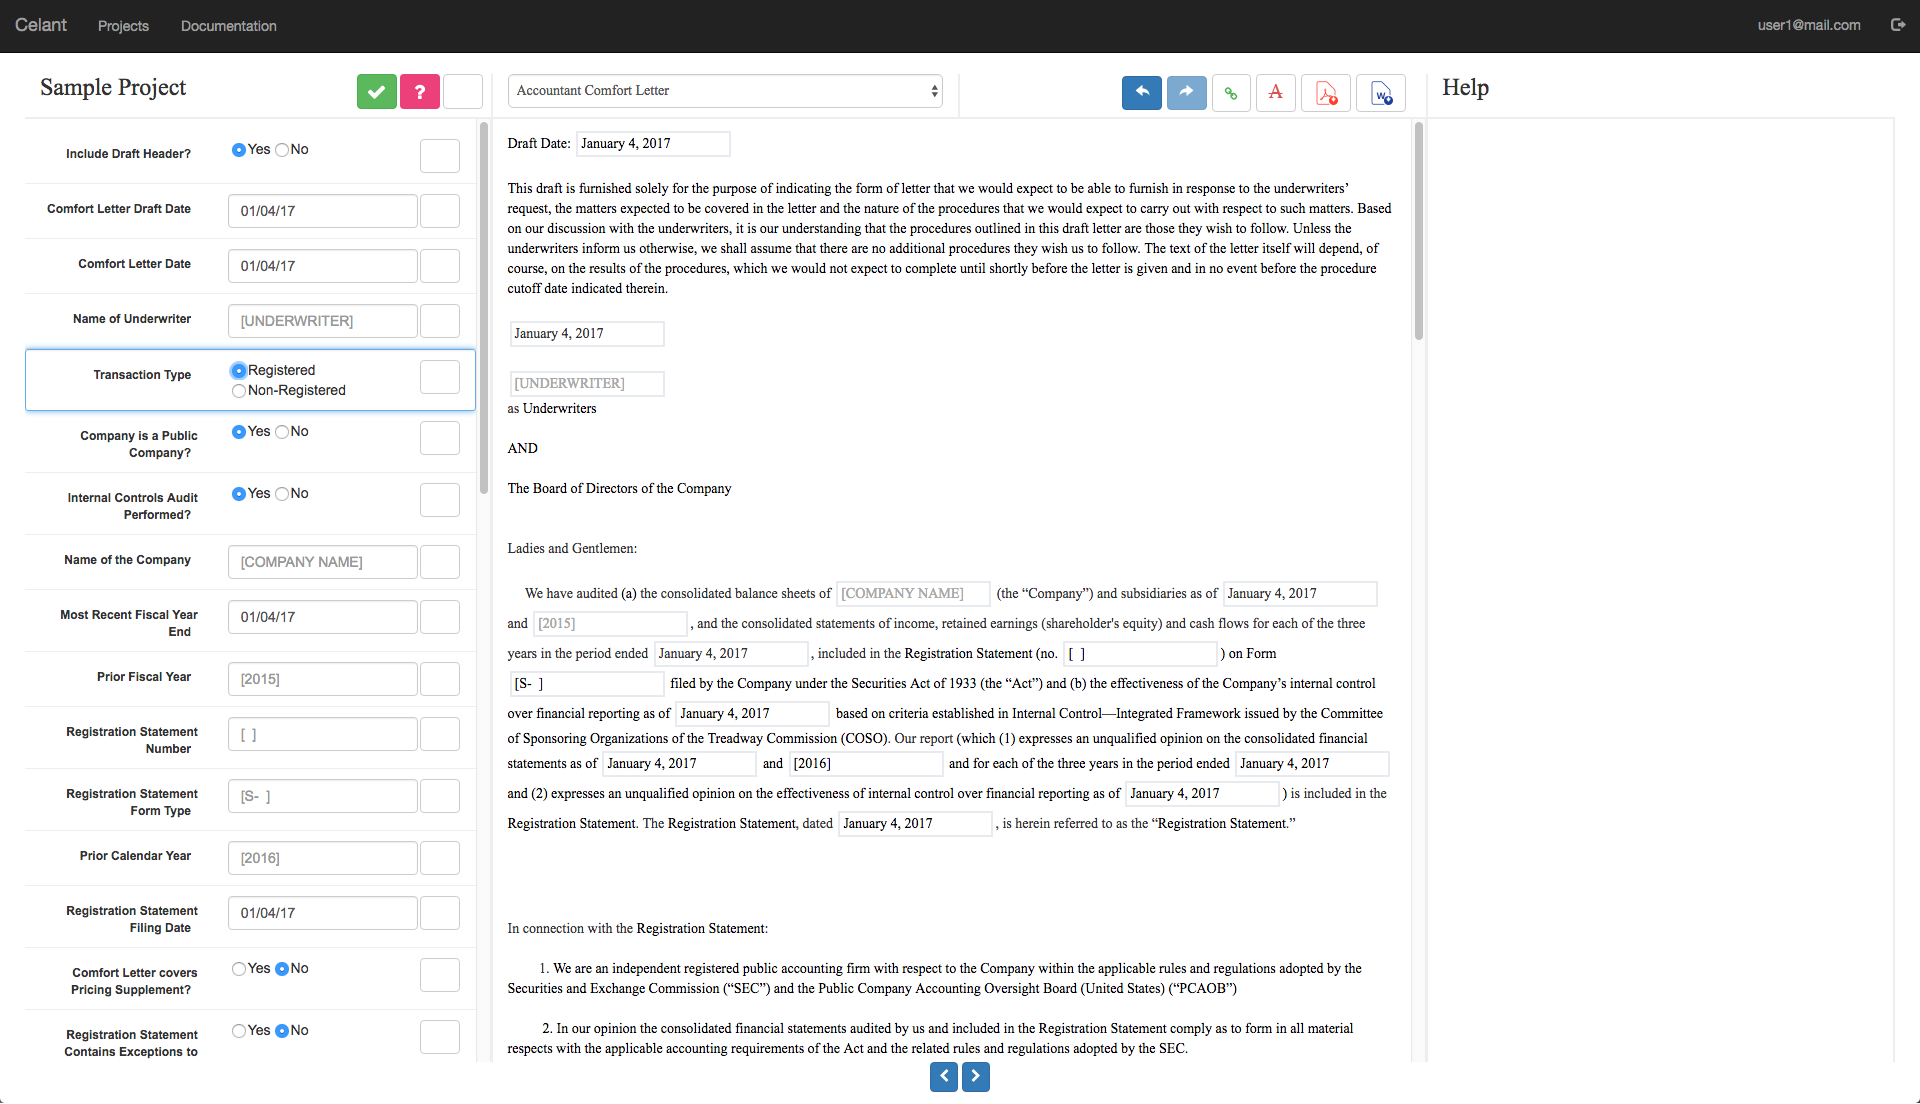 Celant Projects Documentation user1@mail.com
Sample Project
?
Accountant Comfort Letter
A
W
Help
Include Draft Header? Yes No
Comfort Letter Draft Date 01/04/17
Comfort Letter Date 01/04/17
Name of Underwriter [UNDERWRITER]
Transaction Type Registered
Non-Registered
Company is a Public
Company?
Yes No
Internal Controls Audit
Performed?
Yes No
Name of the Company [COMPANY NAME]
Most Recent Fiscal Year
End
01/04/17
Prior Fiscal Year [2015]
Registration Statement
Number
[ ]
Registration Statement
Form Type
[S- ]
Prior Calendar Year [2016]
Registration Statement
Filing Date
01/04/17
Comfort Letter covers
Pricing Supplement?
Yes No
Registration Statement
Contains Exceptions to
Yes No
Draft Date: January 4, 2017
This draft is furnished solely for the purpose of indicating the form of letter that we would expect to be able to furnish in response to the underwriters’
request, the matters expected to be covered in the letter and the nature of the procedures that we would expect to carry out with respect to such matters. Based
on our discussion with the underwriters, it is our understanding that the procedures outlined in this draft letter are those they wish to follow. Unless the
underwriters inform us otherwise, we shall assume that there are no additional procedures they wish us to follow. The text of the letter itself will depend, of
course, on the results of the procedures, which we would not expect to complete until shortly before the letter is given and in no event before the procedure
cutoff date indicated therein.
January 4, 2017
[UNDERWRITER]
as Underwriters
AND
The Board of Directors of the Company
Ladies and Gentlemen:
We have audited (a) the consolidated balance sheets of [COMPANY NAME] (the “Company”) and subsidiaries as of January 4, 2017
and [2015] , and the consolidated statements of income, retained earnings (shareholder's equity) and cash flows for each of the three
years in the period ended January 4, 2017 , included in the Registration Statement (no. [ ] ) on Form
[S- ] filed by the Company under the Securities Act of 1933 (the “Act”) and (b) the effectiveness of the Company’s internal control
over financial reporting as of January 4, 2017 based on criteria established in Internal Control—Integrated Framework issued by the Committee
of Sponsoring Organizations of the Treadway Commission (COSO). Our report (which (1) expresses an unqualified opinion on the consolidated financial
statements as of January 4, 2017 and [2016] and for each of the three years in the period ended January 4, 2017
and (2) expresses an unqualified opinion on the effectiveness of internal control over financial reporting as of January 4, 2017 ) is included in the
Registration Statement. The Registration Statement, dated January 4, 2017 , is herein referred to as the “Registration Statement.”
In connection with the Registration Statement:
1. We are an independent registered public accounting firm with respect to the Company within the applicable rules and regulations adopted by the
Securities and Exchange Commission (“SEC”) and the Public Company Accounting Oversight Board (United States) (“PCAOB”)
2. In our opinion the consolidated financial statements audited by us and included in the Registration Statement comply as to form in all material
respects with the applicable accounting requirements of the Act and the related rules and regulations adopted by the SEC.